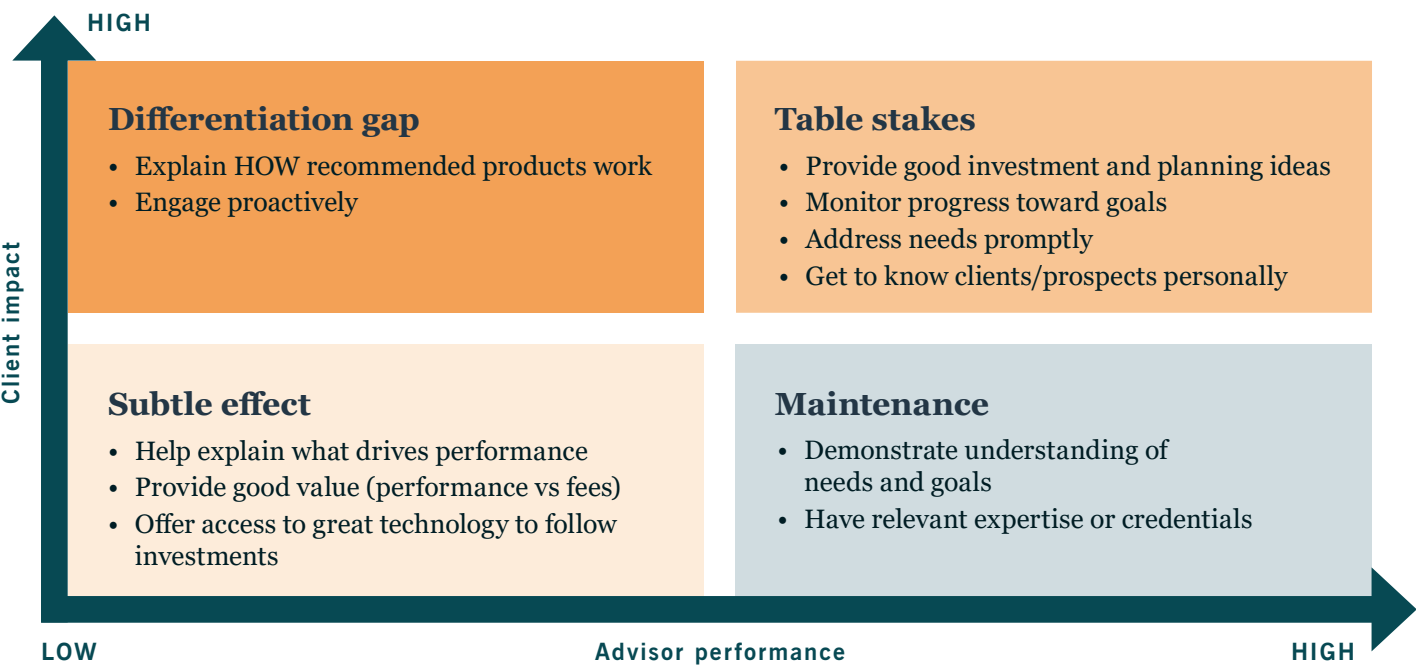 HIGH
Differentiation gap
• Explain HOW recommended products work
• Engage proactively
Table stakes
• Provide good investment and planning ideas
• Monitor progress toward goals
• Address needs promptly
• Get to know clients/prospects personally
Client impact
Subtle effect
• Help explain what drives performance
• Provide good value (performance vs fees)
• Offer access to great technology to follow
investments
Maintenance
• Demonstrate understanding of
needs and goals
• Have relevant expertise or credentials
LOW
Advisor performance
HIGH